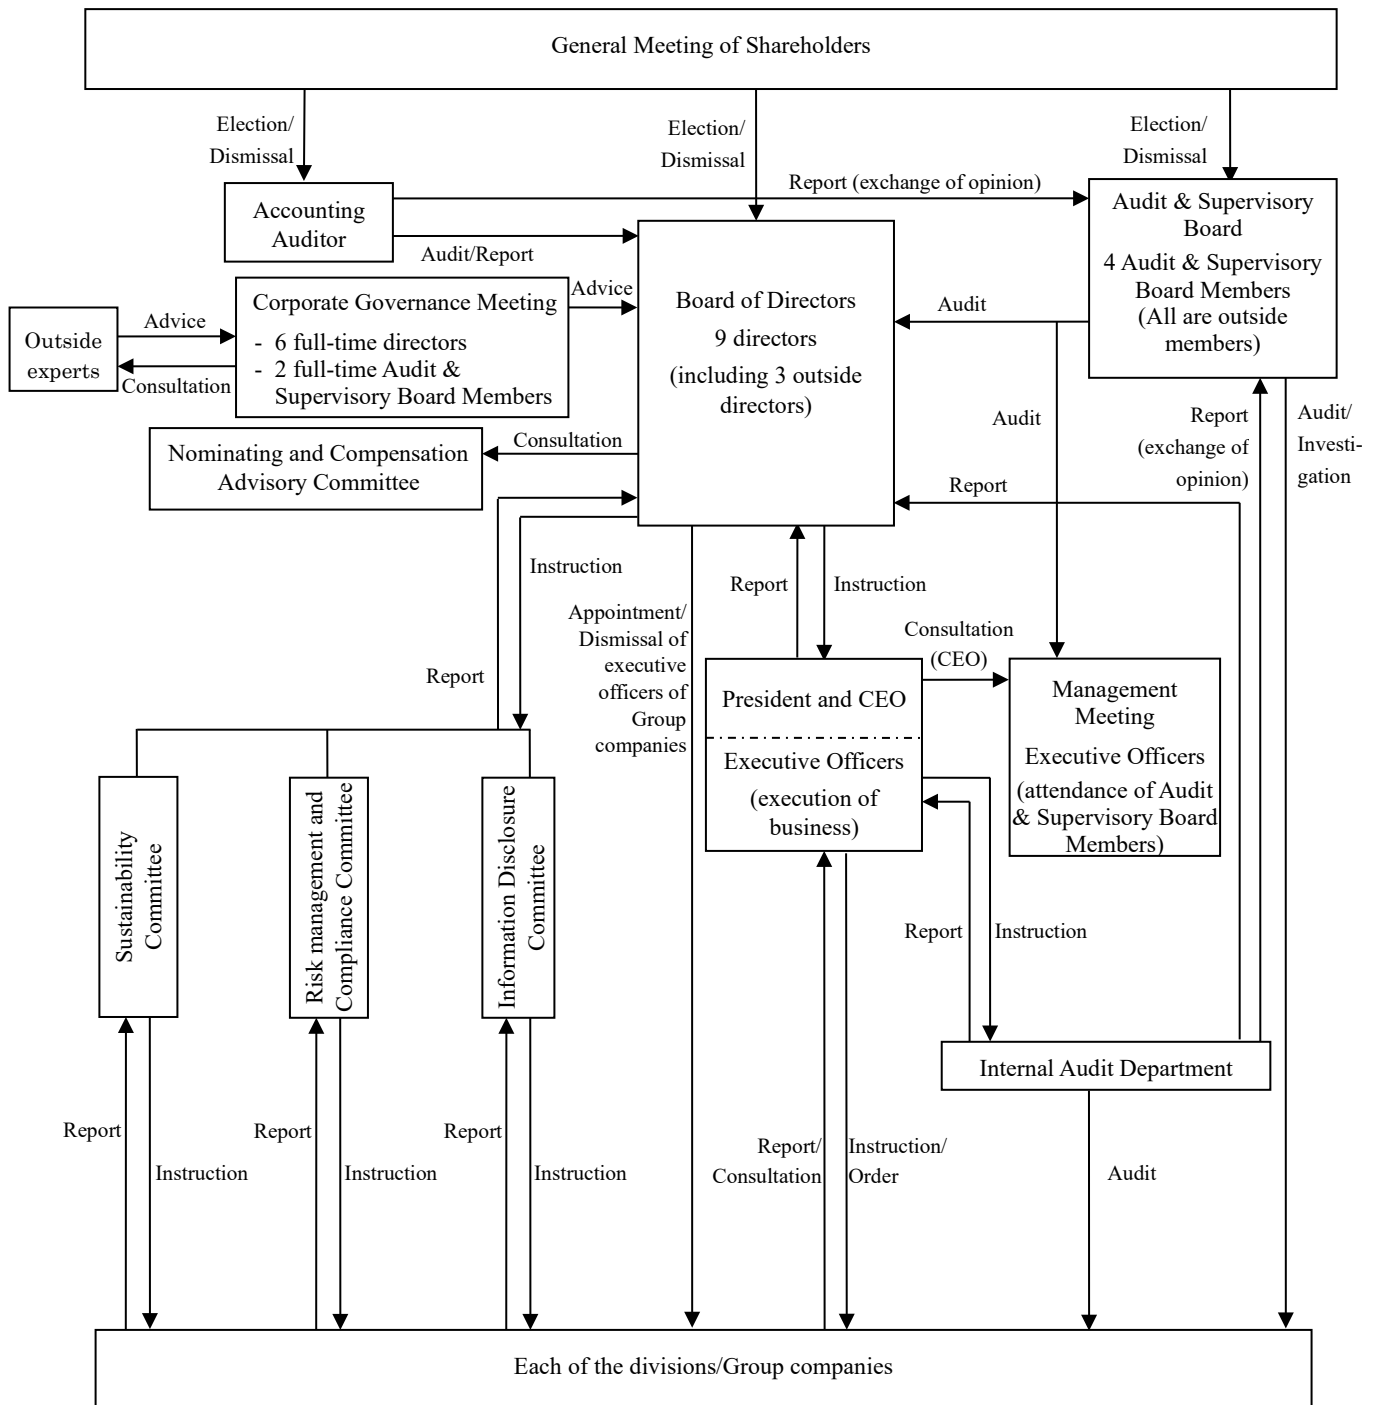 General Meeting of Shareholders
Election/
Dismissal
Election/
Dismissal
Election/
Dismissal
Report (exchange of opinion)
Accounting
Auditor
Audit/Report
Audit & Supervisory
Board
4 Audit & Supervisory
Board Members
(All are outside
members)
Corporate Governance Meeting
- 6 full-time directors
- 2 full-time Audit &
Supervisory Board Members
Advice
Board of Directors
9 directors
(including 3 outside
directors)
Audit
Outside
experts
Advice
Consultation
Nominating and Compensation
Advisory Committee
Consultation
Audit
Report
(exchange of
opinion)
Audit/
Investi-
gation
Report
Instruction
Report
Appointment/
Dismissal of
executive
officers of
Group
companies
Report
Instruction
Consultation
(CEO)
President and CEO
Executive Officers
(execution of
business)
Management
Meeting
Executive Officers
(attendance of Audit
& Supervisory Board
Members)
Sustainability
Committee
Risk management and
Compliance Committee
Information Disclosure
Committee
Report
Instruction
Internal Audit Department
Report
Instruction
Report
Instruction
Report
Instruction
Report/
Consultation
Instruction/
Order
Audit
Each of the divisions/Group companies